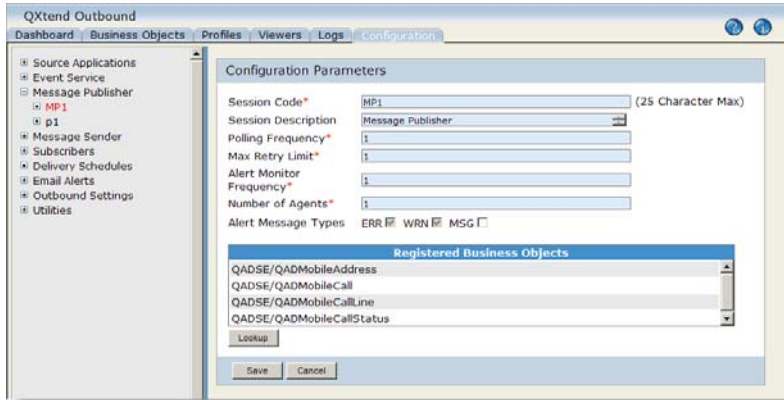 QXtend Outbound
Dashboard Business Objects Profiles Viewers Logs Configuration
Source Applications
Event Service
Message Publisher
MP1
p1
Message Sender
Subscribers
Delivery Schedules
Email Alerts
Outbound Settings
Utilities
Configuration Parameters
Session Code* MP1 (25 Character Max)
Session Description Message Publisher
Polling Frequency* 1
Max Retry Limit* 1
Alert Monitor
Frequency* 1
Number of Agents* 1
Alert Message Types ERR WRN MSG
Registered Business Objects
QADSE/QADMobileAddress
QADSE/QADMobileCall
QADSE/QADMobileCallLine
QADSE/QADMobileCallStatus
Lookup
Save Cancel